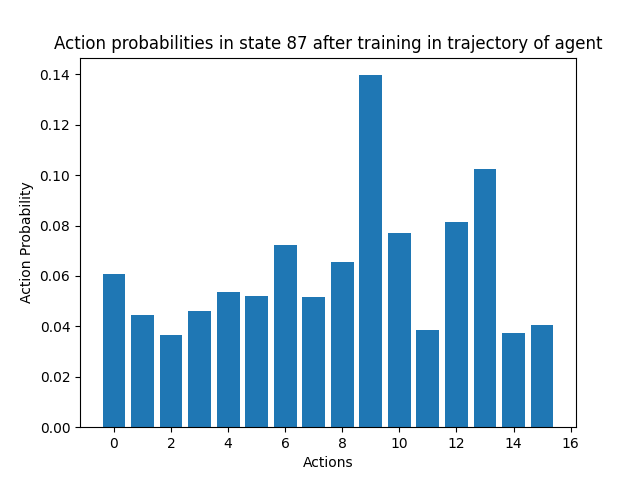 Action probabilities in state 87 after training in trajectory of agent
0.14
0.12
0.10
0.08
0.06
0.04
0.02
0.00
Action Probability
0 2 4 6 8 10 12 14 16
Actions